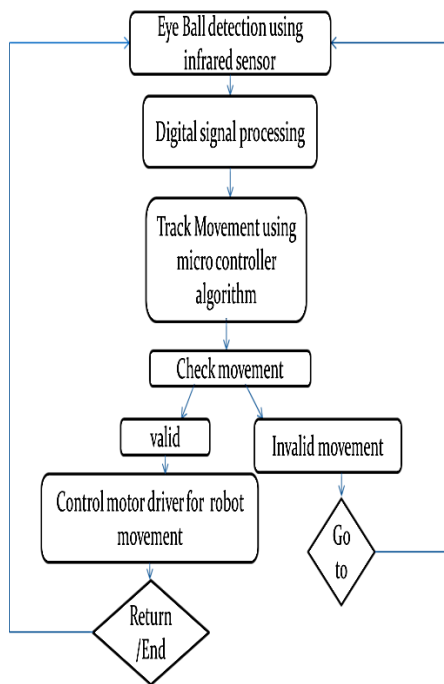 Eye Ball detection using
infrared sensor
Digital signal processing
Track Movement using
micro controller
algorithm
Check movement
valid
Invalid movement
Control motor driver for robot
movement
Go
to
Return
/End